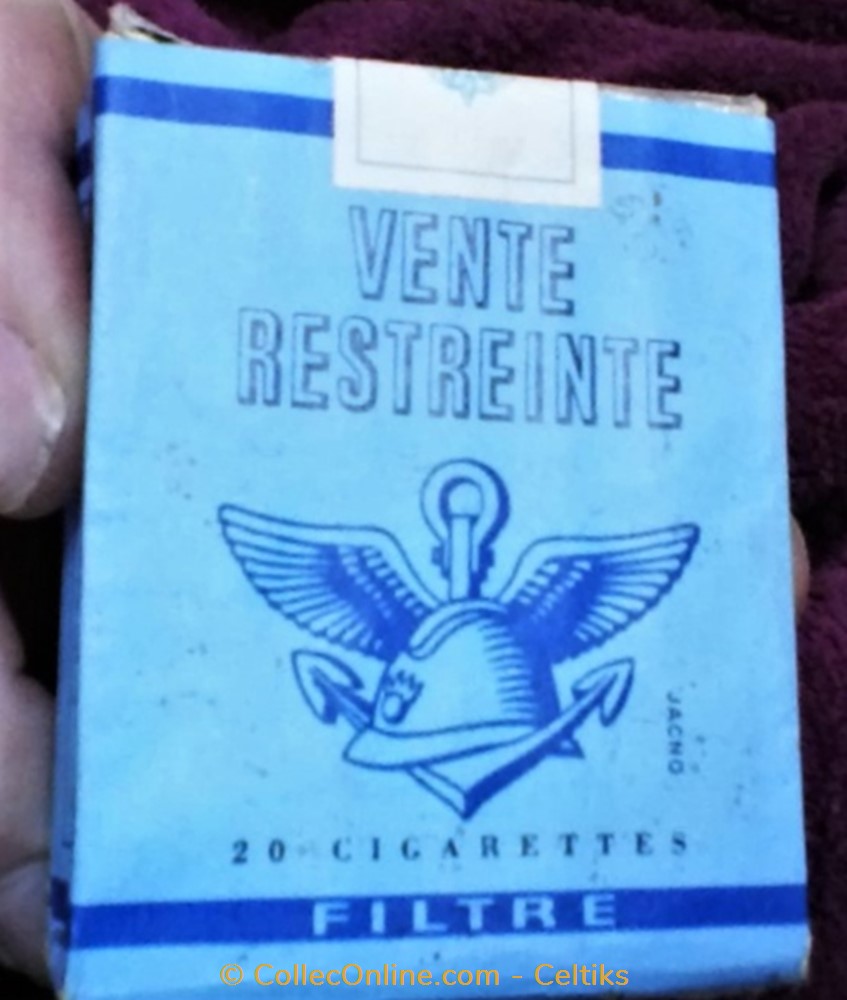 VENTE
RESTREINTE
JACNO
20 CIGARETTES
FILTRE
© CollecOnline.com - Celtiks